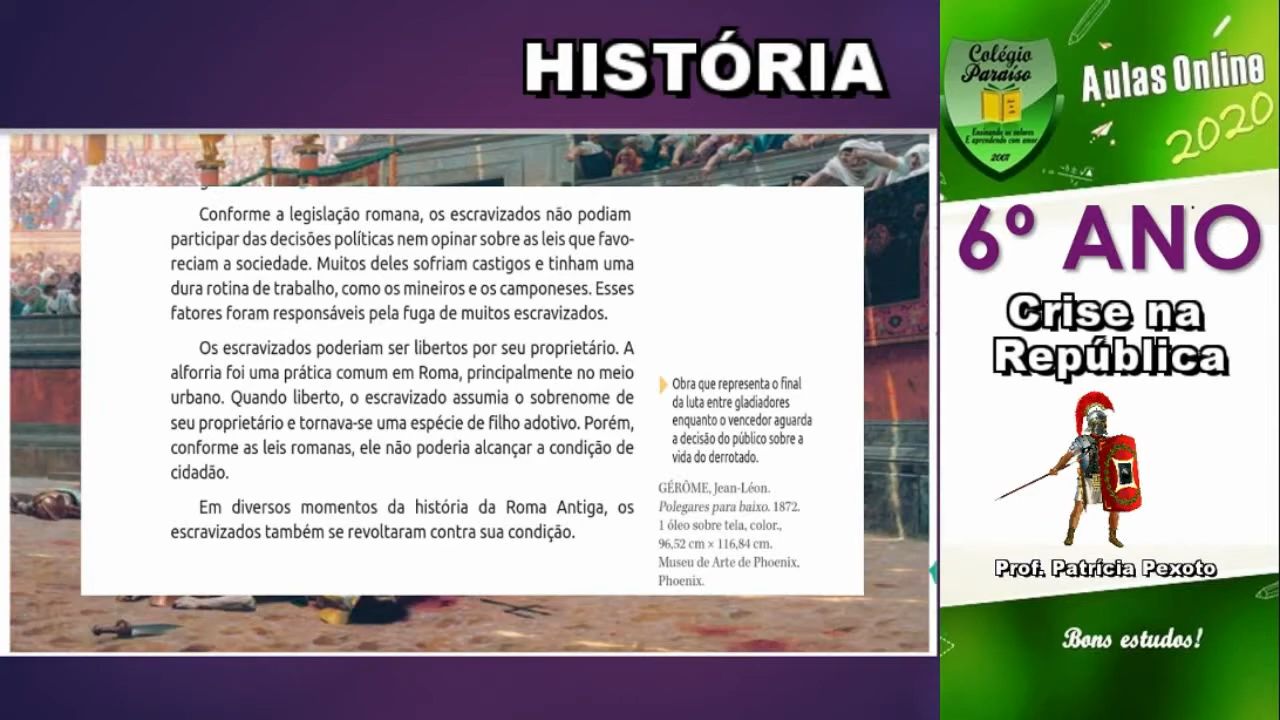 HISTÓRIA
Conforme a legislação romana, os escravizados não podiam
participar das decisões políticas nem opinar sobre as leis que favo-
reciam a sociedade. Muitos deles sofriam castigos e tinham uma
dura rotina de trabalho, como os mineiros e os camponeses. Esses
fatores foram responsáveis pela fuga de muitos escravizados.
Os escravizados poderiam ser libertos por seu proprietário. A
alforria foi uma prática comum em Roma, principalmente no meio
urbano. Quando liberto, o escravizado assumia o sobrenome de
seu proprietário e tornava-se uma espécie de filho adotivo. Porém,
conforme as leis romanas, ele não poderia alcançar a condição de
cidadão.
Em diversos momentos da história da Roma Antiga, os
escravizados também se revoltaram contra sua condição.
Obra que representa o final
da luta entre gladiadores
enquanto o vencedor aguarda
a decisão do público sobre a
vida do derrotado.
GÉRÔME, Jean-Léon.
Polegares para baixo. 1872.
1 óleo sobre tela, color.,
96,52 cm × 116,84 cm.
Museu de Arte de Phoenix,
Phoenix.
Colégio
Paraíso
Ensinando os valores
E aprendendo com amor
2007
Aulas Online
2020
6º ANO
Crise na
República
Prof. Patrícia Pexoto
Bons estudos!